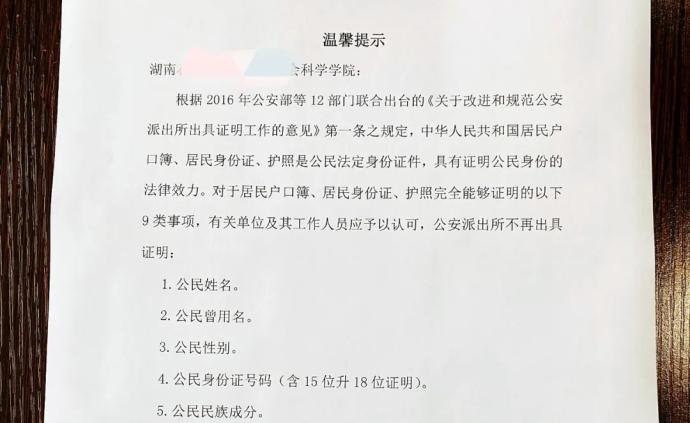 温馨提示
湖南 会科学学院：
根据 2016 年公安部等 12 部门联合出台的《关于改进和规范公安
派出所出具证明工作的意见》第一条之规定，中华人民共和国居民户
口簿、居民身份证、护照是公民法定身份证件，具有证明公民身份的
法律效力。对于居民户口簿、居民身份证、护照完全能够证明的以下
9 类事项，有关单位及其工作人员应予以认可，公安派出所不再出具
证明：
1.公民姓名。
2.公民曾用名。
3.公民性别。
4.公民身份证号码（含 15 位升 18 位证明）。
5.公民民族成分。